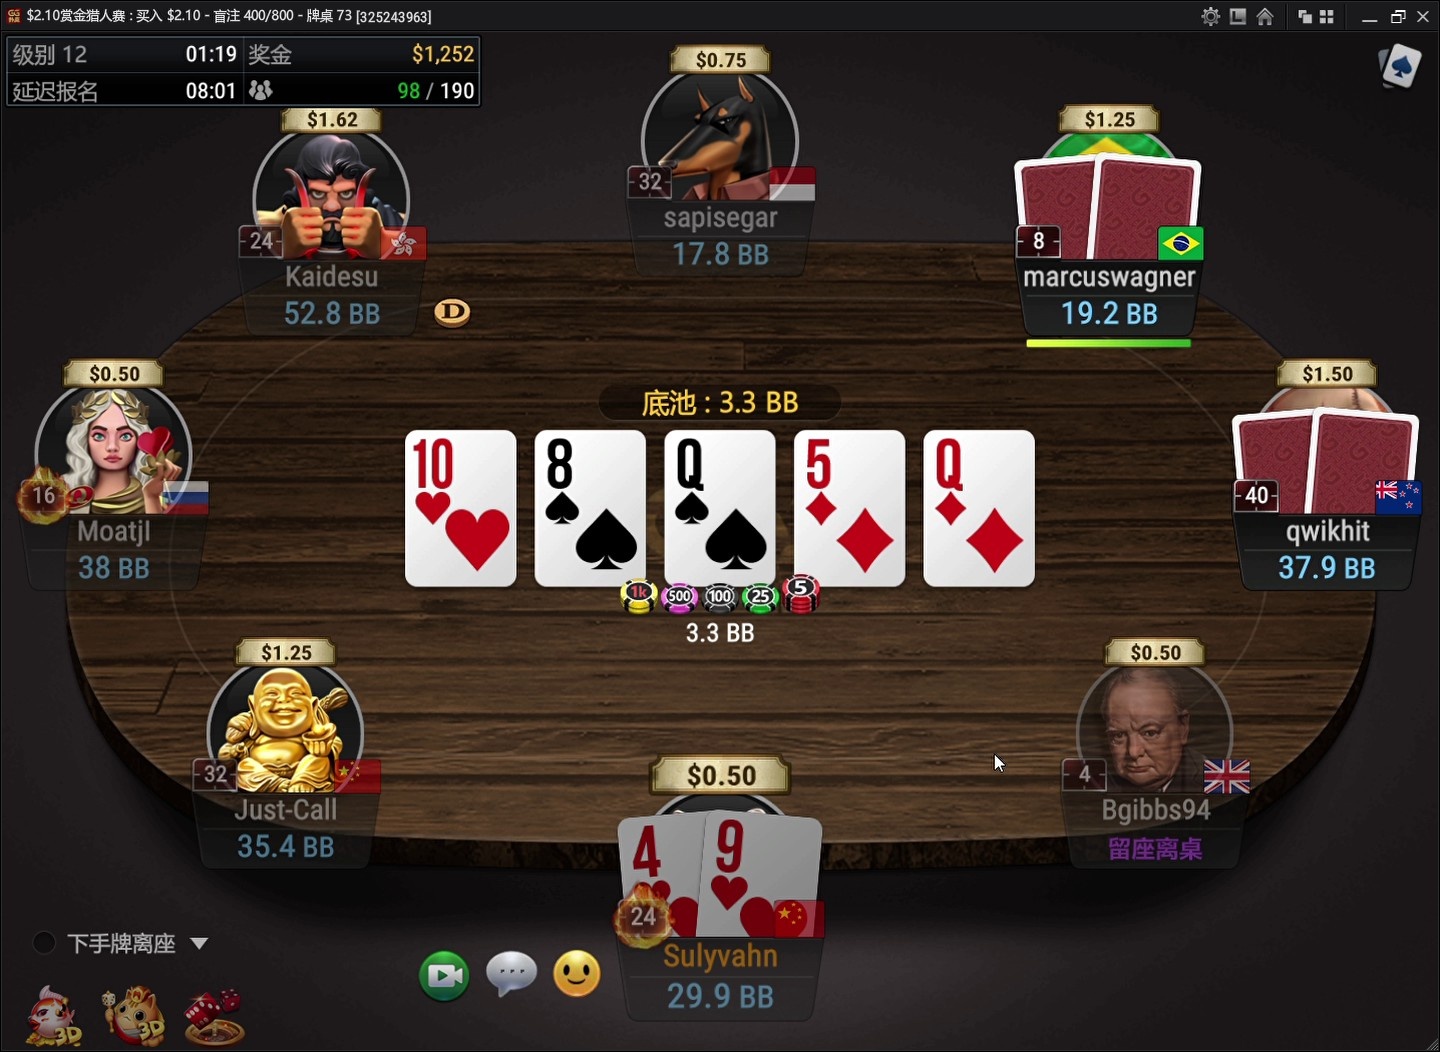 $2.10赏金猎人赛 : 买入 $2.10 - 盲注 400/800 - 牌桌 73 [325243963]
级别 12 01:19 奖金 $1,252
延迟报名 08:01 98 / 190
$0.75
32
sapisegar
17.8 BB
$1.62
24
Kaidesu
52.8 BB
D
$1.25
8
marcuswagner
19.2 BB
$0.50
16
Moatjl
38 BB
$1.50
40
qwikhit
37.9 BB
底池 : 3.3 BB
10 8 Q 5 Q
1k 500 100 25 5
3.3 BB
$1.25
32
Just-Call
35.4 BB
$0.50
4 9
24
Sulyvahn
29.9 BB
$0.50
4
Bgibbs94
留座离桌
下手牌离座
3D 3D